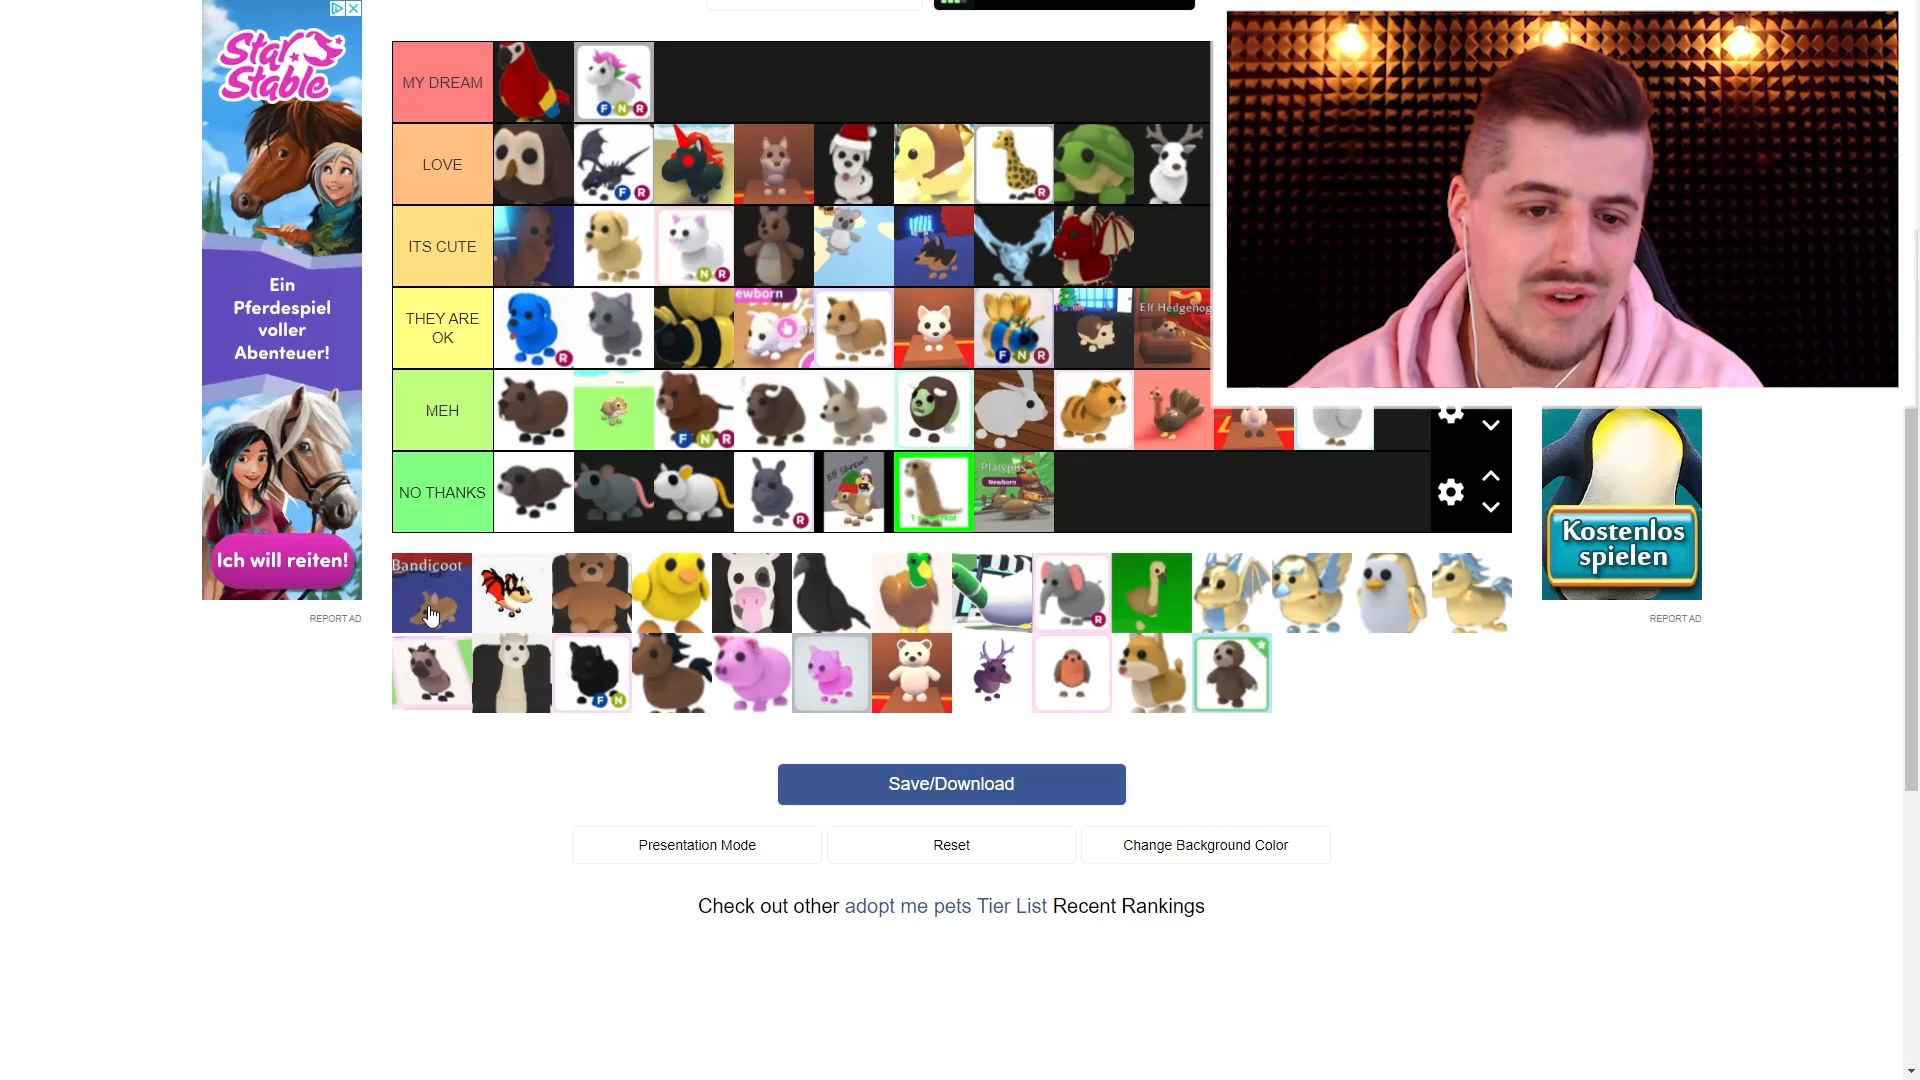 Star
Stable
Ein
Pferdespiel
voller
Abenteuer!
Ich will reiten!
REPORT AD
MY DREAM
F N R
LOVE
F R
R
ITS CUTE
N R
THEY ARE
OK
R
ewborn
F N R
Elf Hedgehog
MEH
F N R
NO THANKS
R
Elf Shrew!!
Platypus
Newborn
Bandicoot
R
F N
Kostenlos
spielen
REPORT AD
Save/Download
Presentation Mode
Reset
Change Background Color
Check out other adopt me pets Tier List Recent Rankings